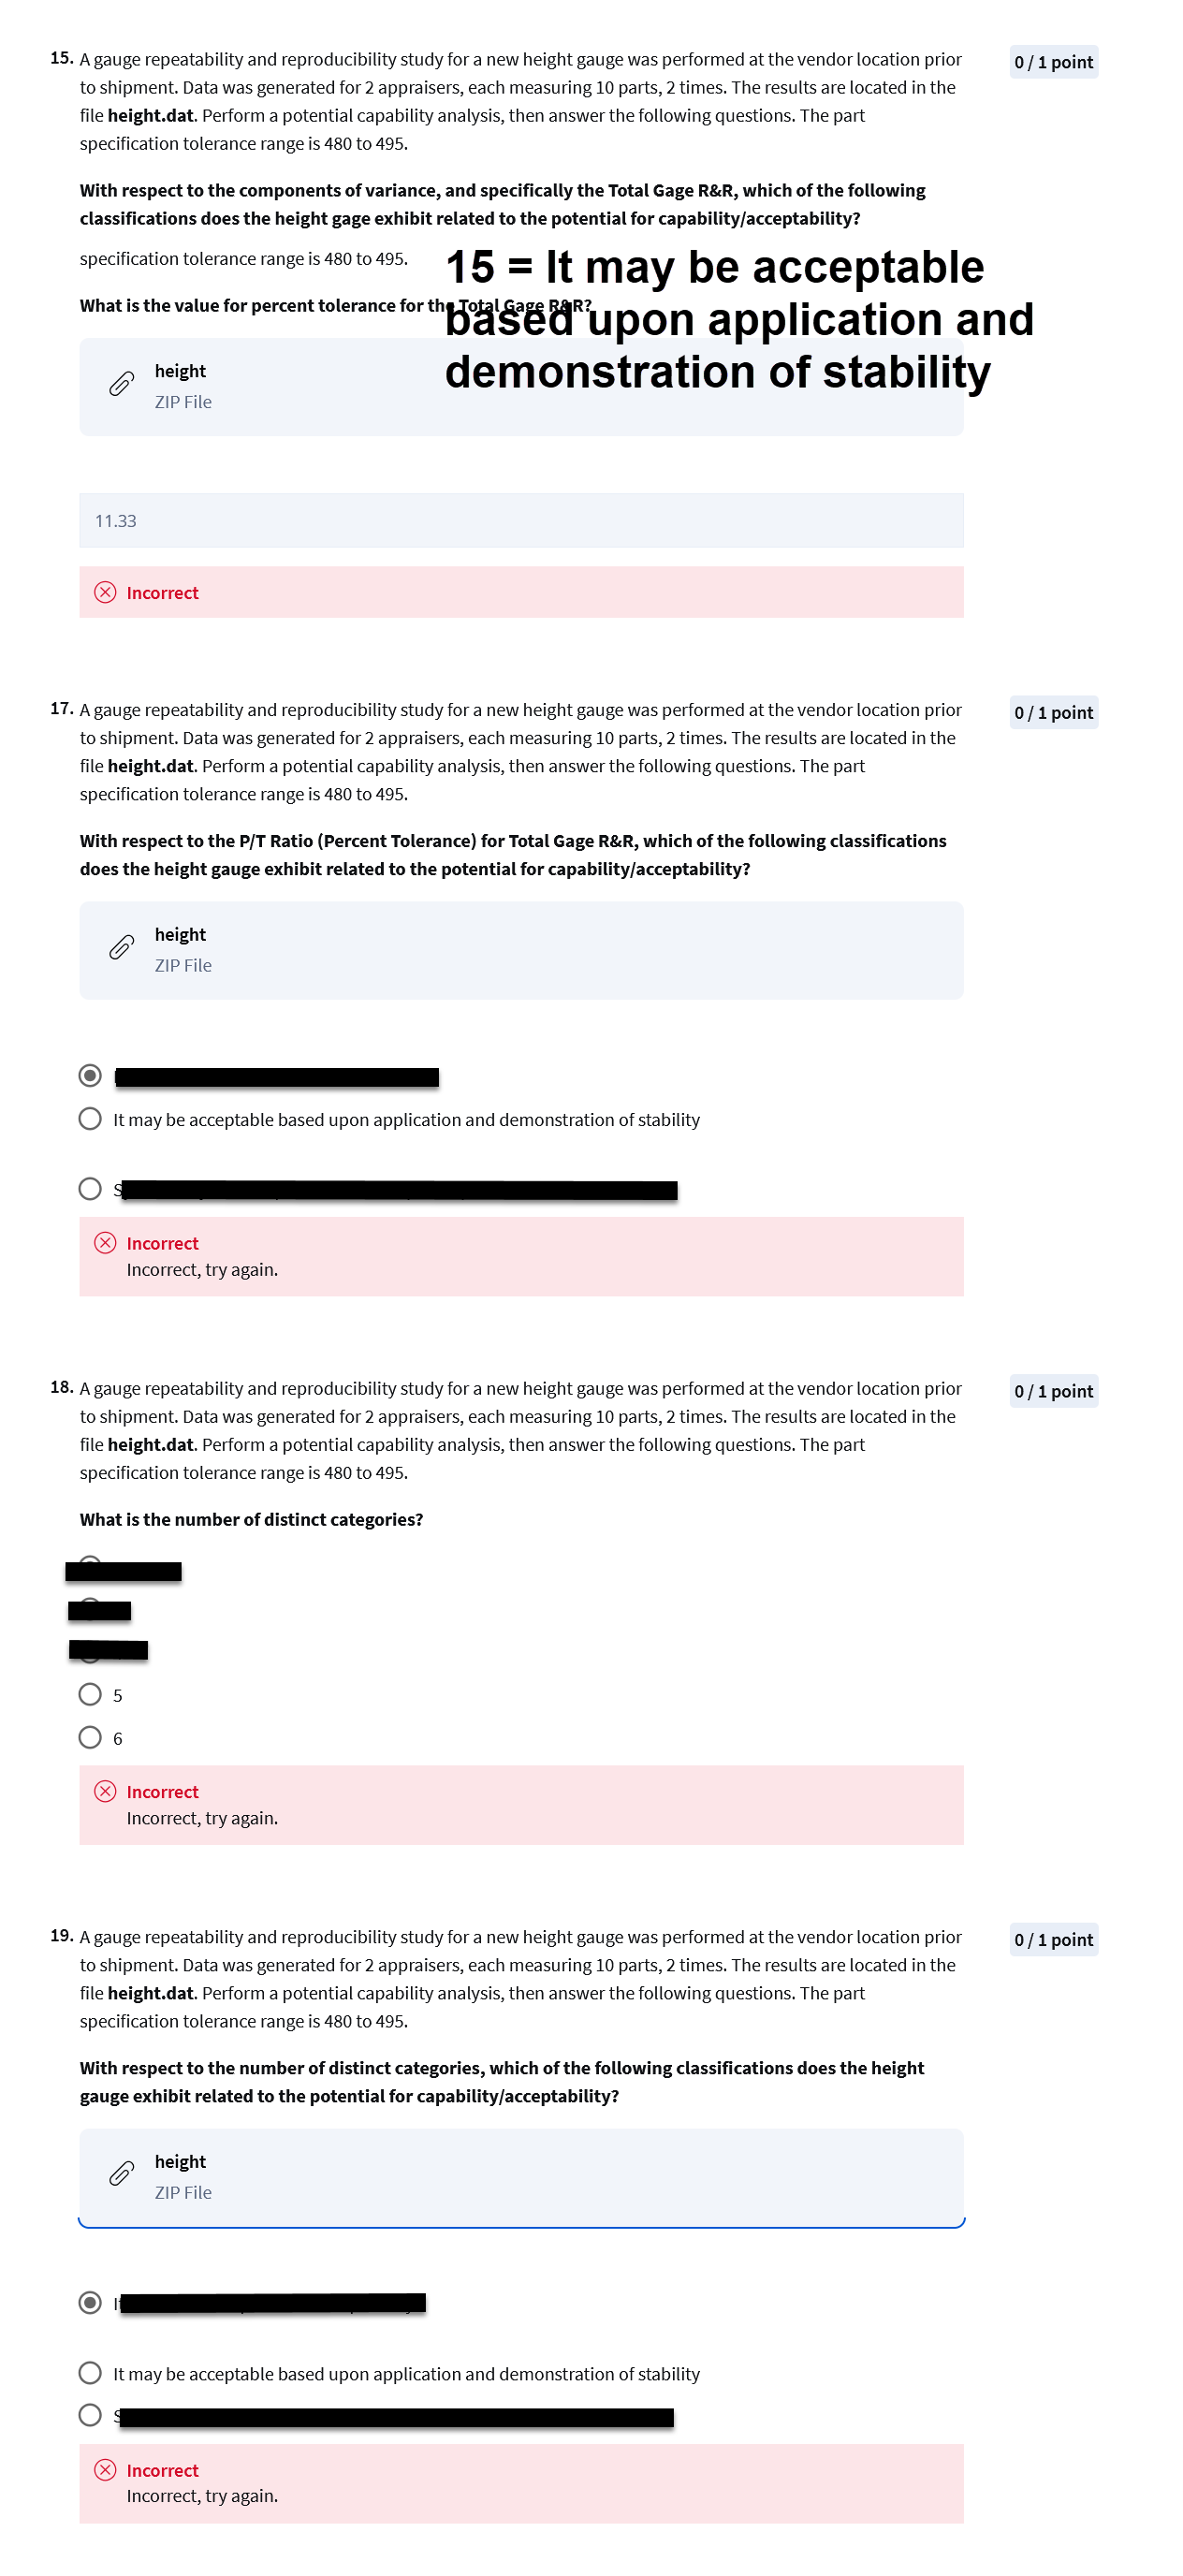 15. A gauge repeatability and reproducibility study for a new height gauge was performed at the vendor location prior
0 / 1 point
to shipment. Data was generated for 2 appraisers, each measuring 10 parts, 2 times. The results are located in the
file height.dat. Perform a potential capability analysis, then answer the following questions. The part
specification tolerance range is 480 to 495.
With respect to the components of variance, and specifically the Total Gage R&R, which of the following
classifications does the height gage exhibit related to the potential for capability/acceptability?
specification tolerance range is 480 to 495.
15 = It may be acceptable
based upon application and
demonstration of stability
What is the value for percent tolerance for the Total Gage R&R?
height
ZIP File
11.33
Incorrect
17. A gauge repeatability and reproducibility study for a new height gauge was performed at the vendor location prior
0 / 1 point
to shipment. Data was generated for 2 appraisers, each measuring 10 parts, 2 times. The results are located in the
file height.dat. Perform a potential capability analysis, then answer the following questions. The part
specification tolerance range is 480 to 495.
With respect to the P/T Ratio (Percent Tolerance) for Total Gage R&R, which of the following classifications
does the height gauge exhibit related to the potential for capability/acceptability?
height
ZIP File
It may be acceptable based upon application and demonstration of stability
Incorrect
Incorrect, try again.
18. A gauge repeatability and reproducibility study for a new height gauge was performed at the vendor location prior
0 / 1 point
to shipment. Data was generated for 2 appraisers, each measuring 10 parts, 2 times. The results are located in the
file height.dat. Perform a potential capability analysis, then answer the following questions. The part
specification tolerance range is 480 to 495.
What is the number of distinct categories?
5
6
Incorrect
Incorrect, try again.
19. A gauge repeatability and reproducibility study for a new height gauge was performed at the vendor location prior
0 / 1 point
to shipment. Data was generated for 2 appraisers, each measuring 10 parts, 2 times. The results are located in the
file height.dat. Perform a potential capability analysis, then answer the following questions. The part
specification tolerance range is 480 to 495.
With respect to the number of distinct categories, which of the following classifications does the height
gauge exhibit related to the potential for capability/acceptability?
height
ZIP File
It may be acceptable based upon application and demonstration of stability
Incorrect
Incorrect, try again.